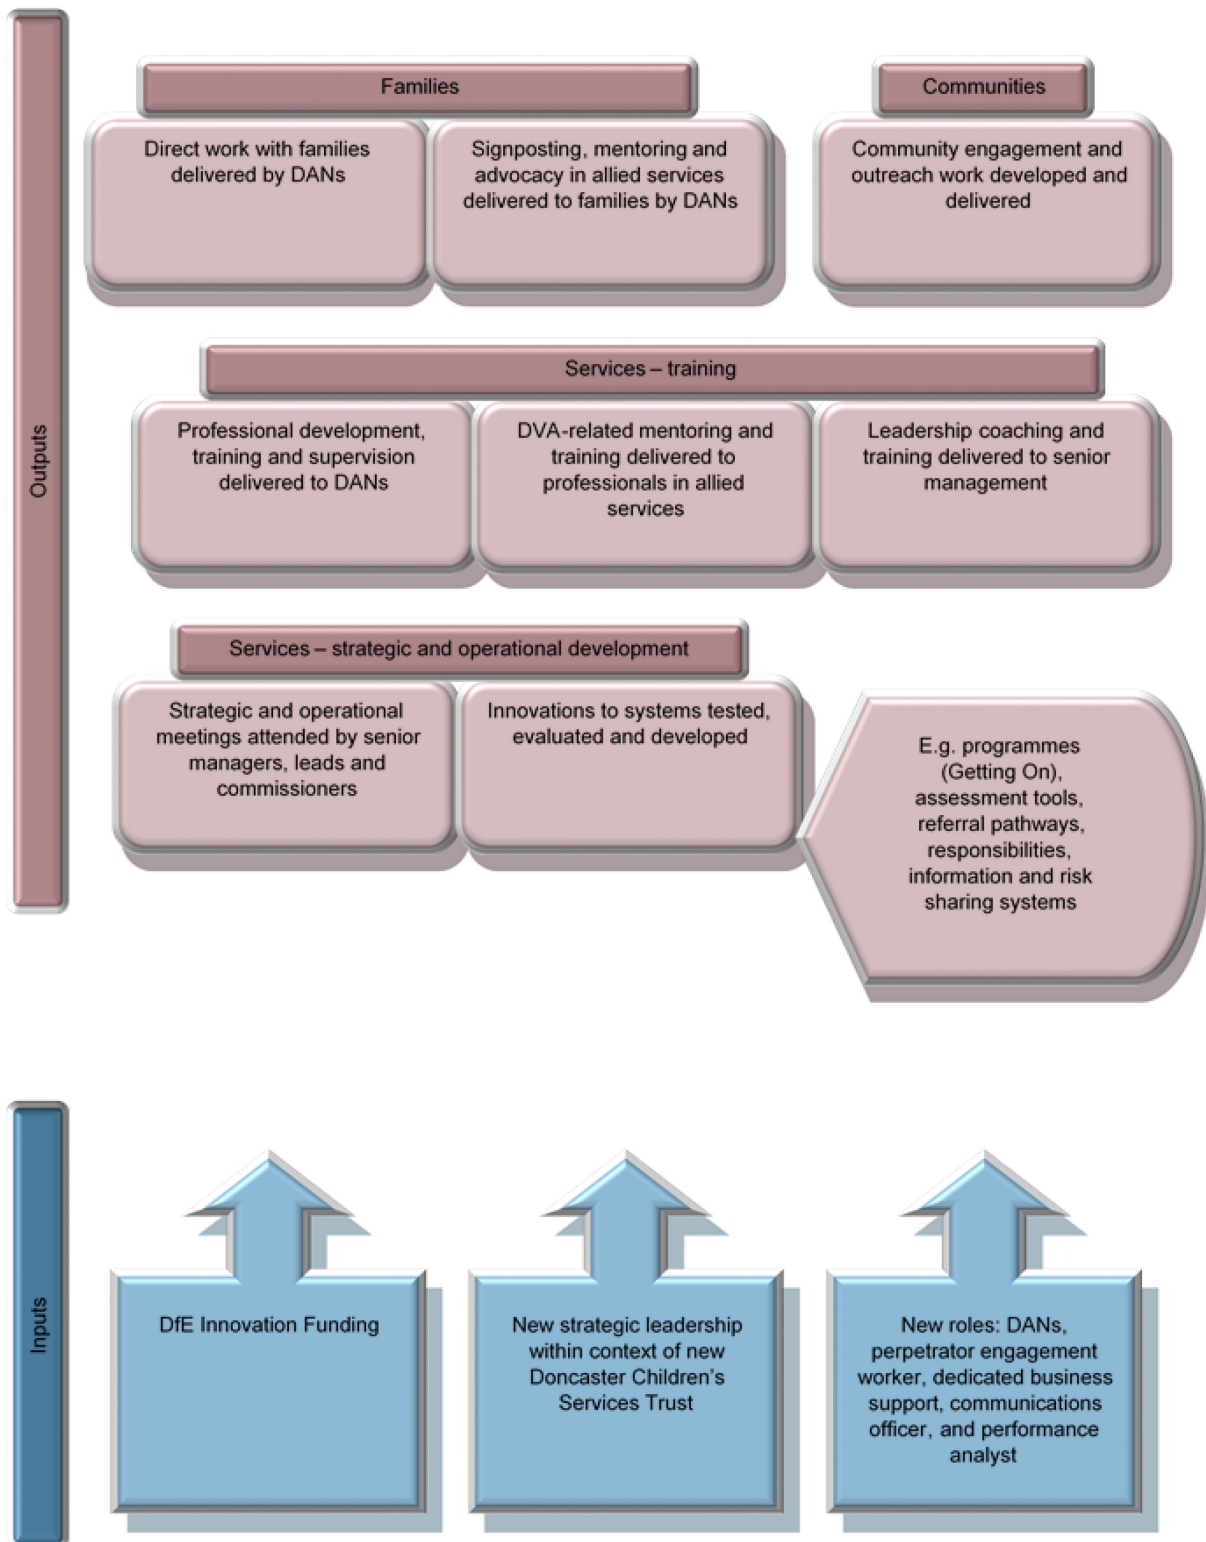 Outputs
Families
Direct work with families
delivered by DANs
Signposting, mentoring and
advocacy in allied services
delivered to families by DANs
Communities
Community engagement and
outreach work developed and
delivered
Services – training
Professional development,
training and supervision
delivered to DANs
DVA-related mentoring and
training delivered to
professionals in allied
services
Leadership coaching and
training delivered to senior
management
Services – strategic and operational development
Strategic and operational
meetings attended by senior
managers, leads and
commissioners
Innovations to systems tested,
evaluated and developed
E.g. programmes
(Getting On),
assessment tools,
referral pathways,
responsibilities,
information and risk
sharing systems
Inputs
DfE Innovation Funding
New strategic leadership
within context of new
Doncaster Children’s
Services Trust
New roles: DANs,
perpetrator engagement
worker, dedicated business
support, communications
officer, and performance
analyst